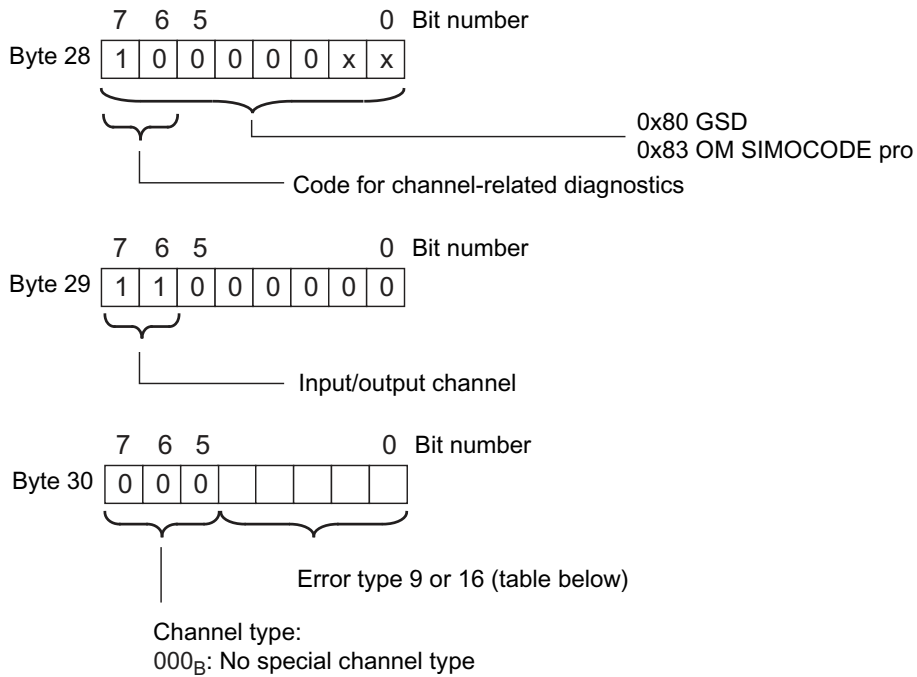 7 6 5 0 Bit number
Byte 28 1 0 0 0 0 0 x x
0x80 GSD
0x83 OM SIMOCODE pro
Code for channel-related diagnostics
7 6 5 0 Bit number
Byte 29 1 1 0 0 0 0 0 0
Input/output channel
7 6 5 0 Bit number
Byte 30 0 0 0
Error type 9 or 16 (table below)
Channel type:
000B: No special channel type